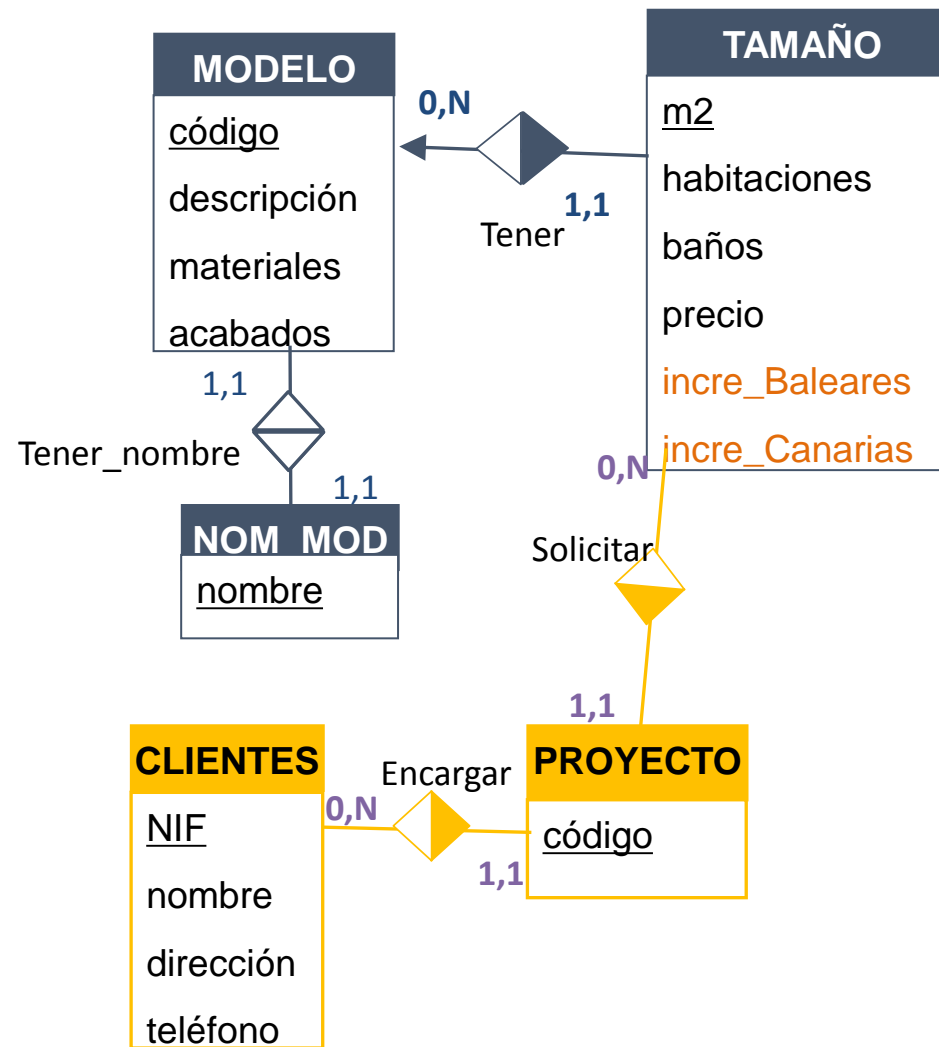 MODELO
código
descripción
materiales
acabados
0,N
1,1
Tener
TAMAÑO
m2
habitaciones
baños
precio
incre_Baleares
incre_Canarias
1,1
Tener_nombre
1,1
NOM_MOD
nombre
0,N
Solicitar
1,1
CLIENTES
NIF
nombre
dirección
teléfono
Encargar
0,N
1,1
PROYECTO
código